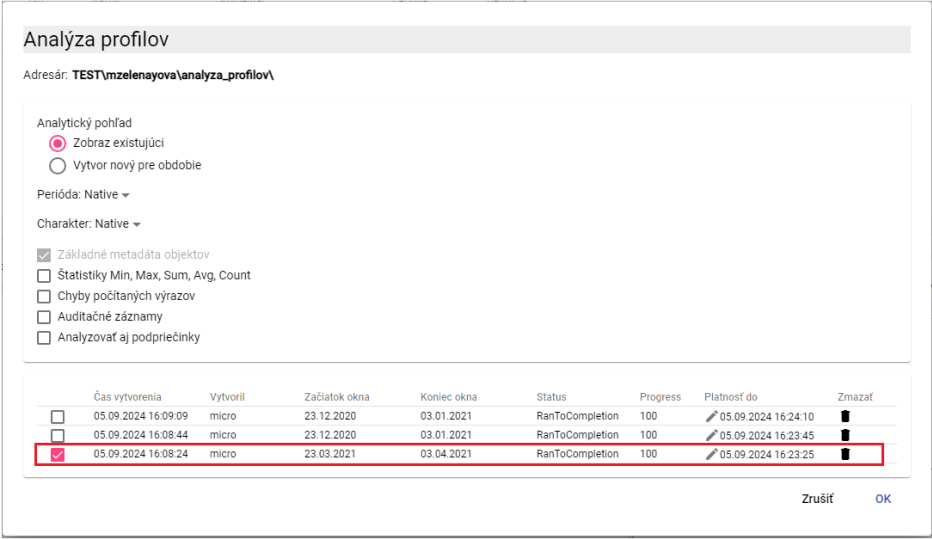 Analýza profilov
Adresár: TEST\mzelenayova\analyza_profilov\
Analytický pohľad
Zobraz existujúci
Vytvor nový pre obdobie
Perióda: Native
Charakter: Native
Základné metadáta objektov
Štatistiky Min, Max, Sum, Avg, Count
Chyby počítaných výrazov
Auditačné záznamy
Analyzovať aj podpriečinky
Čas vytvorenia Vytvoril Začiatok okna Koniec okna Status Progress Platnosť do Zmazať
05.09.2024 16:09:09 micro 23.12.2020 03.01.2021 RanToCompletion 100 05.09.2024 16:24:10
05.09.2024 16:08:44 micro 23.12.2020 03.01.2021 RanToCompletion 100 05.09.2024 16:23:45
05.09.2024 16:08:24 micro 23.03.2021 03.04.2021 RanToCompletion 100 05.09.2024 16:23:25
Zrušiť OK